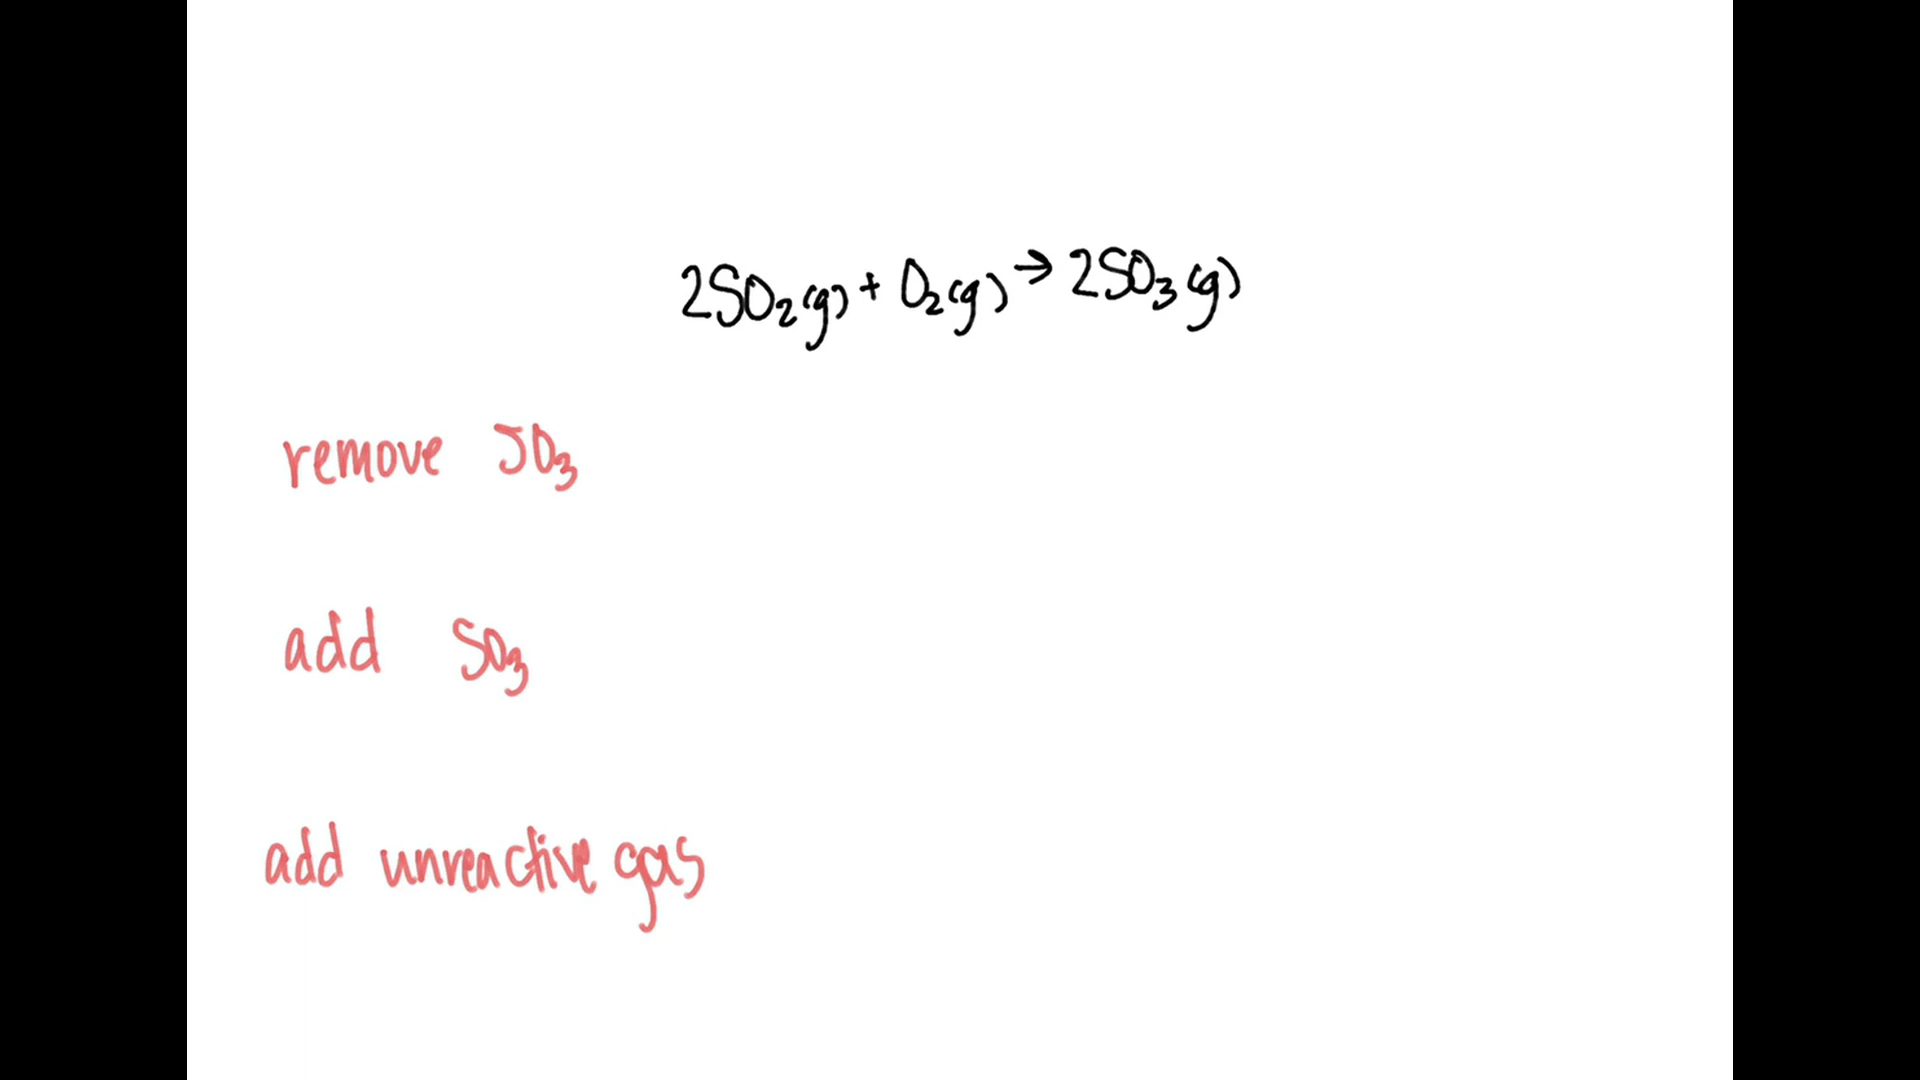 2SO₂(g) + O₂(g) → 2SO₃(g)
remove SO₃
add SO₃
add unreactive gas